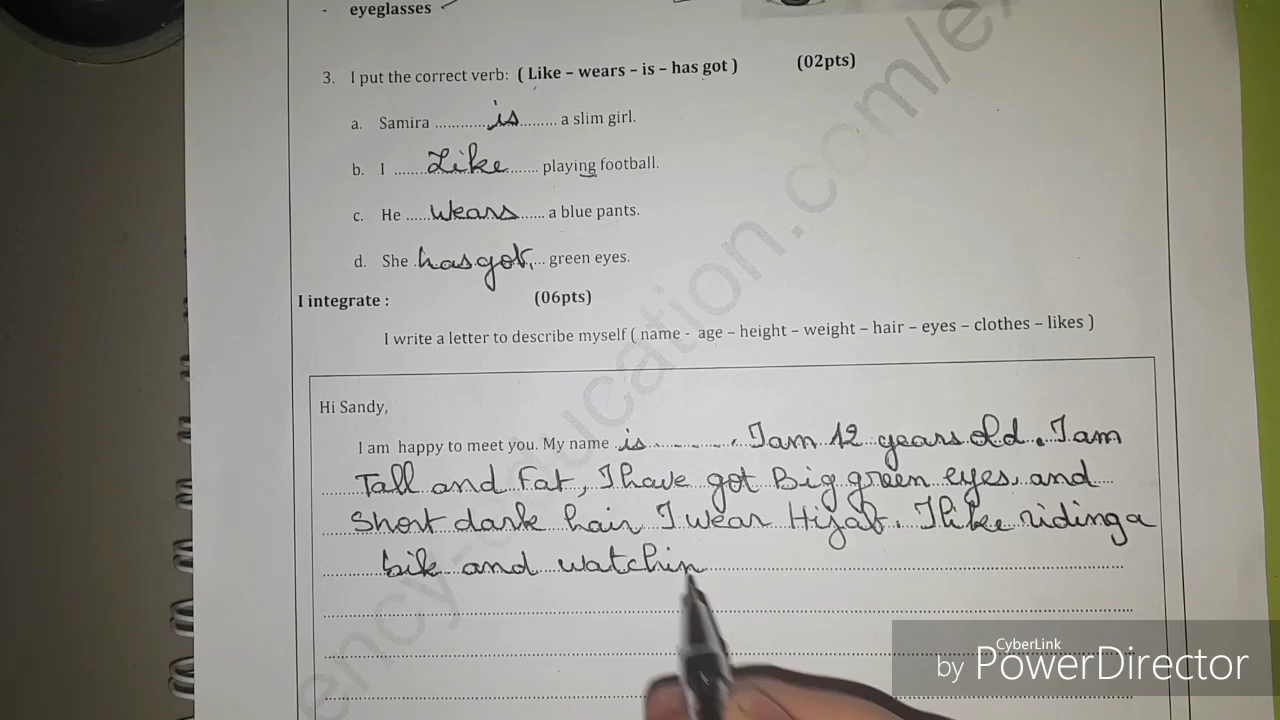 - eyeglasses
3. I put the correct verb: ( Like – wears – is – has got ) (02pts)
a. Samira ............is......... a slim girl.
b. I .......Like....... playing football.
c. He .....wears...... a blue pants.
d. She .has got... green eyes.
I integrate : (06pts)
I write a letter to describe myself ( name - age – height – weight – hair – eyes – clothes – likes )
Hi Sandy,
I am happy to meet you. My name is ........ . I am 12 years old . I am
Tall and Fat, I have got Big green eyes and
Short dark hair I wear Hijab. I like riding a
bik and watchin
ency-education.com/e
CyberLink
by PowerDirector